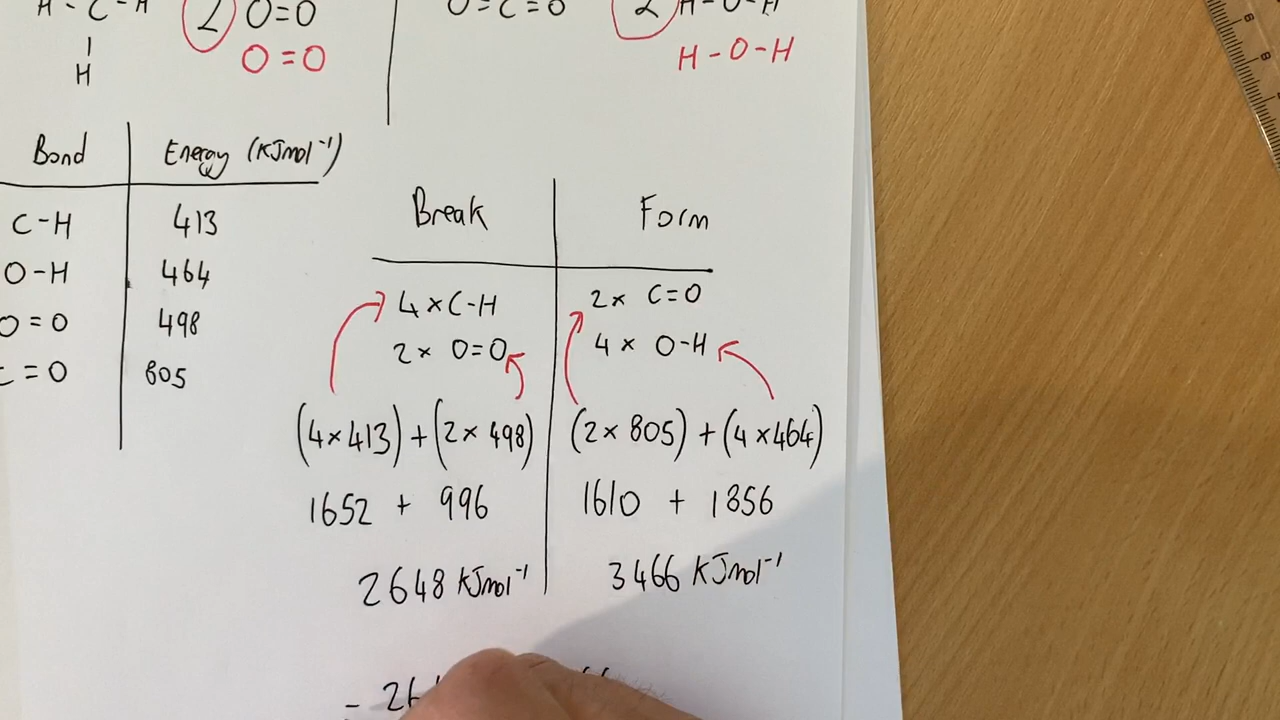 H - C - H 2 O=O
O=C=O 2 H-O-H
O=O
H-O-H
H
Bond Energy (KJmol⁻¹)
C-H 413
O-H 464
O=O 498
C=O 805
Break Form
4×C-H 2× C=O
2× O=O 4× O-H
(4×413)+(2×498) (2×805)+(4×464)
1652 + 996 1610 + 1856
2648 KJmol⁻¹ 3466 KJmol⁻¹